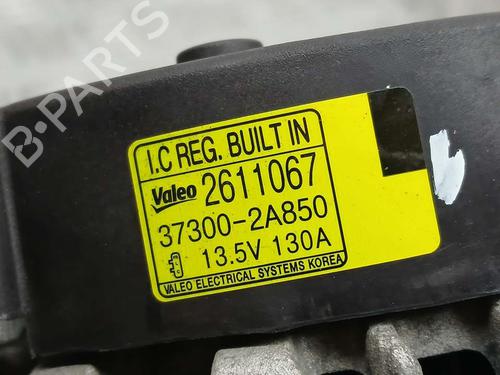 B-PARTS
I.C REG. BUILT IN
Valeo 2611067
37300-2A850
13.5V 130A
VALEO ELECTRICAL SYSTEMS KOREA